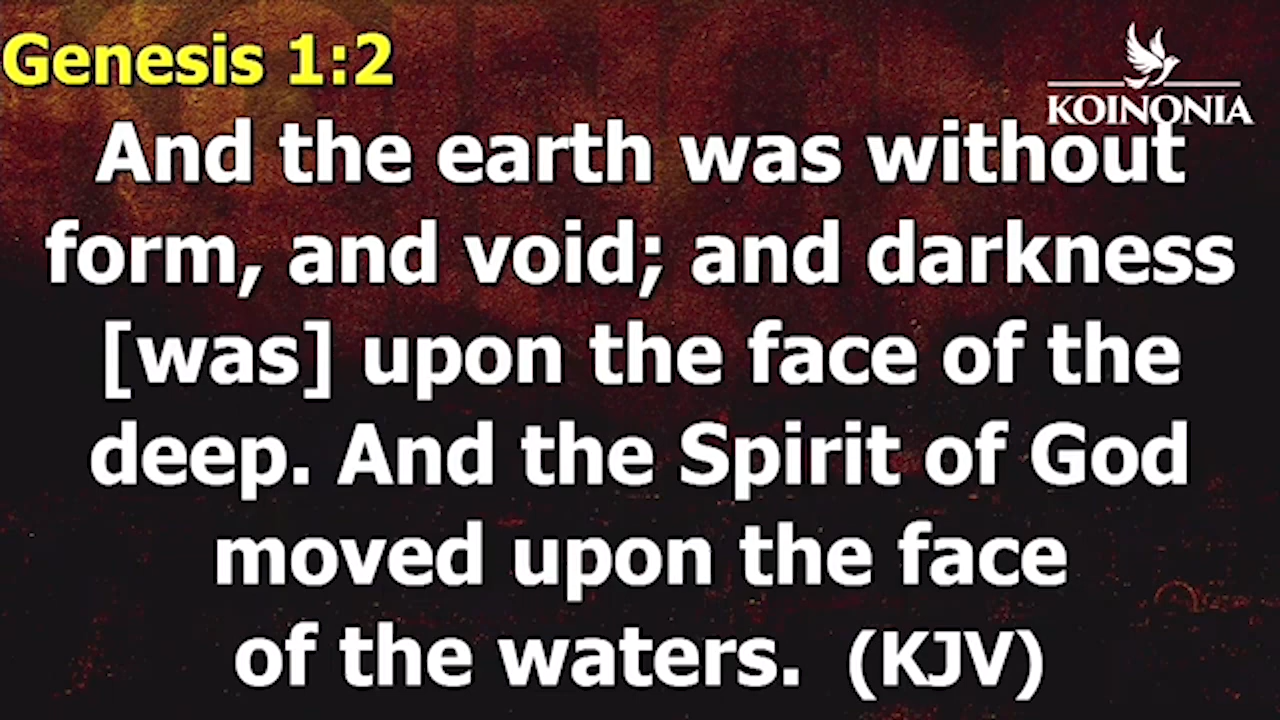 Genesis 1:2
KOINONIA
And the earth was without
form, and void; and darkness
[was] upon the face of the
deep. And the Spirit of God
moved upon the face
of the waters. (KJV)